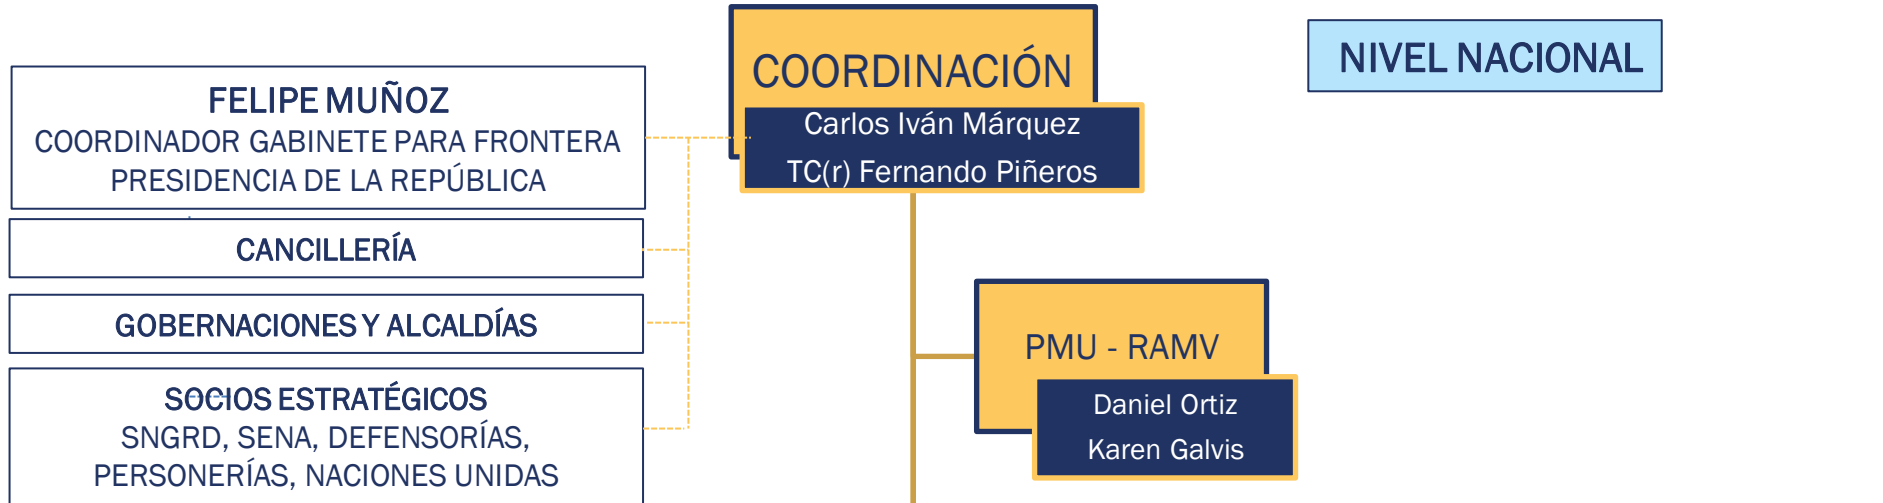 COORDINACIÓN
Carlos Iván Márquez
TC(r) Fernando Piñeros
NIVEL NACIONAL
FELIPE MUÑOZ
COORDINADOR GABINETE PARA FRONTERA
PRESIDENCIA DE LA REPÚBLICA
CANCILLERÍA
GOBERNACIONES Y ALCALDÍAS
SOCIOS ESTRATÉGICOS
SNGRD, SENA, DEFENSORÍAS,
PERSONERÍAS, NACIONES UNIDAS
PMU - RAMV
Daniel Ortiz
Karen Galvis